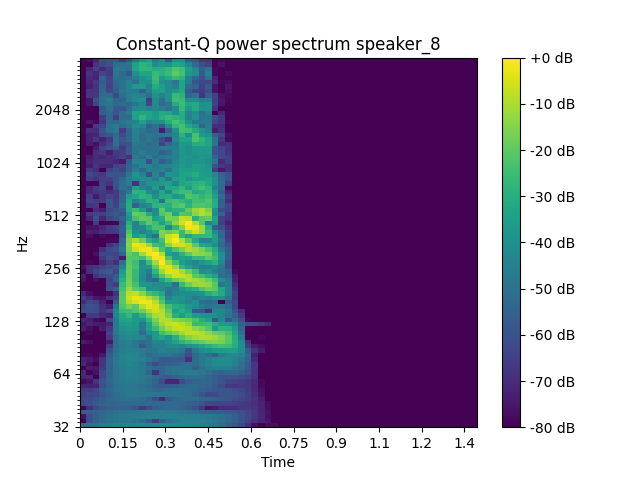 Constant-Q power spectrum speaker_8
Hz
2048
1024
512
256
128
64
32
0 0.15 0.3 0.45 0.6 0.75 0.9 1.1 1.2 1.4
Time
+0 dB
-10 dB
-20 dB
-30 dB
-40 dB
-50 dB
-60 dB
-70 dB
-80 dB